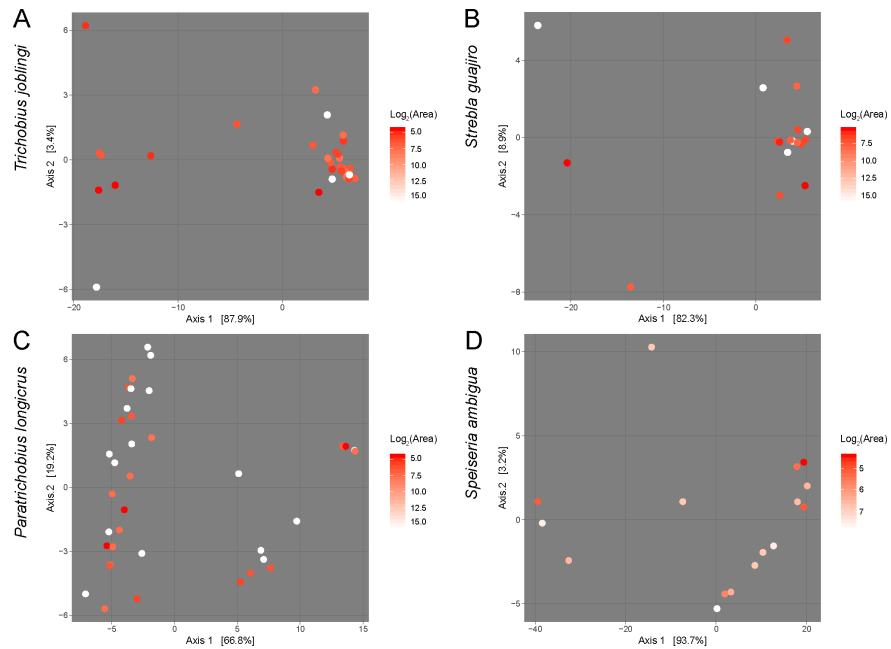 A
Trichobius joblingi
Axis.2 [3.4%]
6
3
0
−3
−6
−20
−10
0
Axis 1 [87.9%]
Log2(Area)
5.0
7.5
10.0
12.5
15.0
B
Strebla guajiro
Axis.2 [8.9%]
4
0
−4
−8
−20
−10
0
Axis 1 [82.3%]
Log2(Area)
7.5
10.0
12.5
15.0
C
Paratrichobius longicrus
Axis.2 [19.2%]
6
3
0
−3
−6
−5
0
5
10
15
Axis 1 [66.8%]
Log2(Area)
5.0
7.5
10.0
12.5
15.0
D
Speiseria ambigua
Axis.2 [3.2%]
10
5
0
−5
−40
−20
0
20
Axis 1 [93.7%]
Log2(Area)
5
6
7